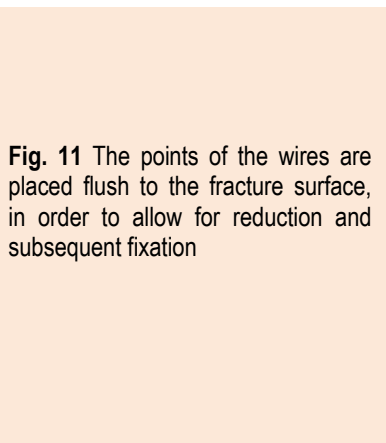 Fig. 11 The points of the wires are
placed flush to the fracture surface,
in order to allow for reduction and
subsequent fixation